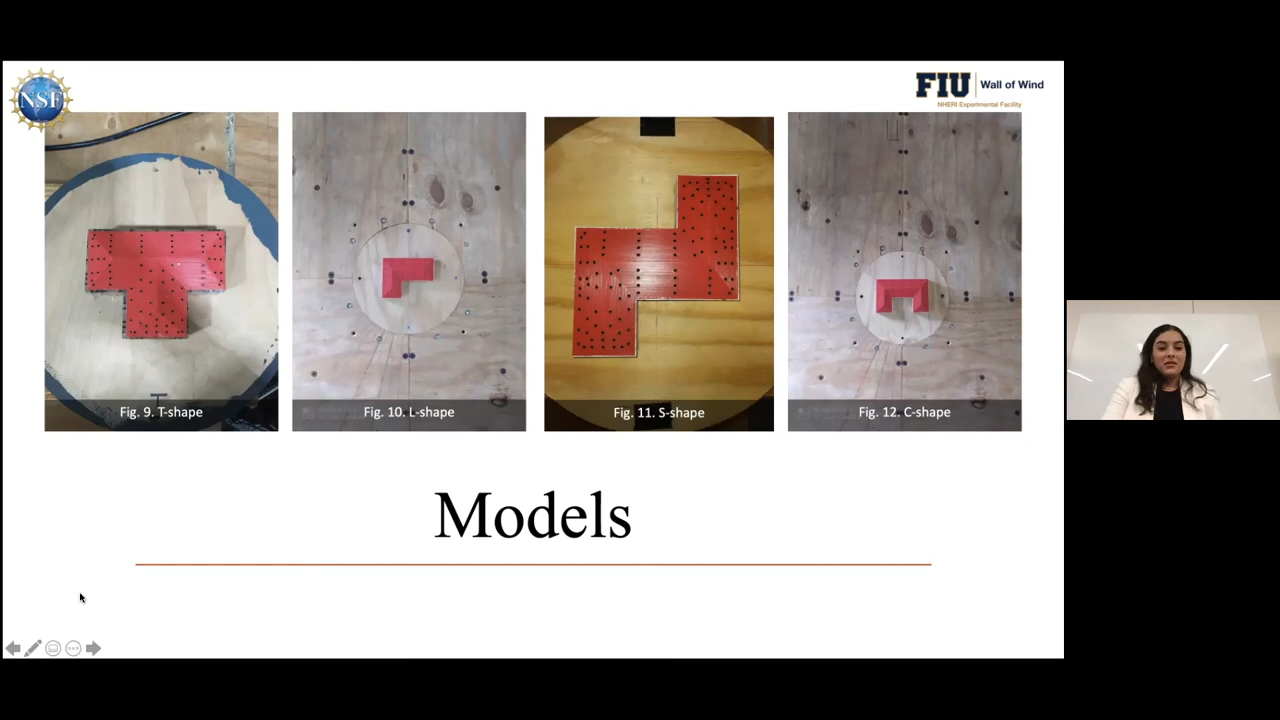 NSF
FIU Wall of Wind
NHERI Experimental Facility
Fig. 9. T-shape
Fig. 10. L-shape
Fig. 11. S-shape
Fig. 12. C-shape
Models